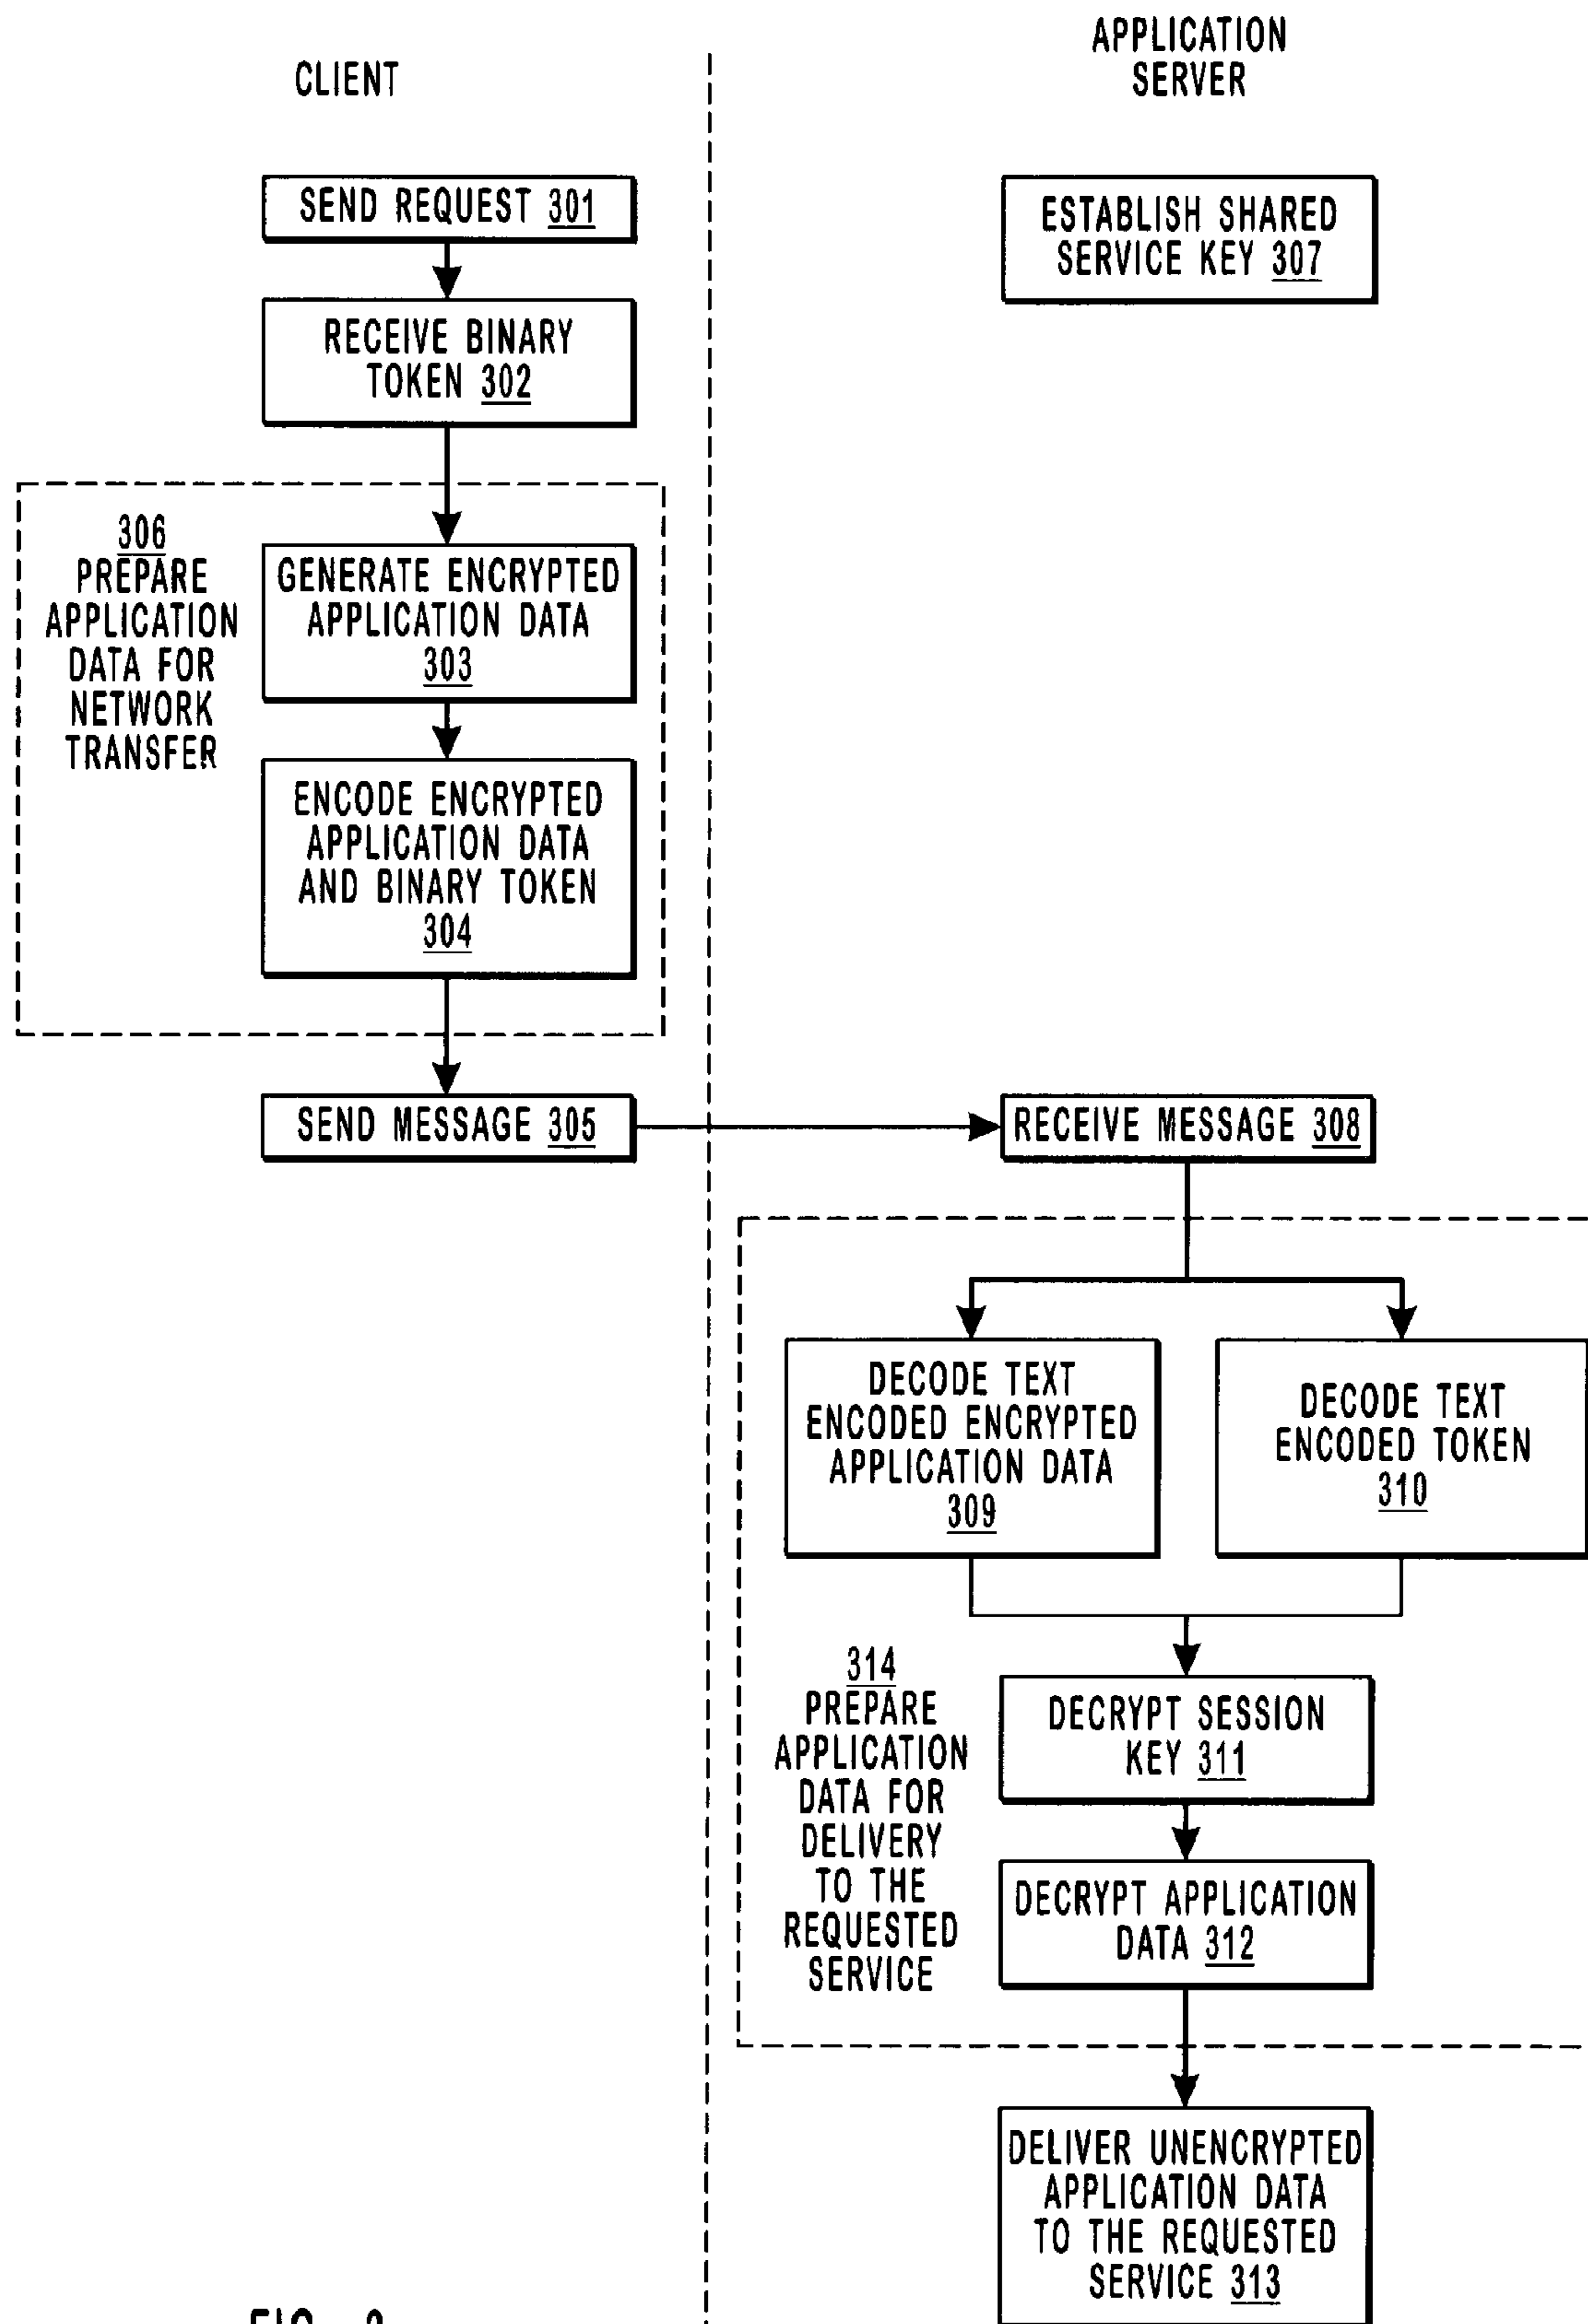 CLIENT
APPLICATION
SERVER
SEND REQUEST 301
RECEIVE BINARY
TOKEN 302
306
PREPARE
APPLICATION
DATA FOR
NETWORK
TRANSFER
GENERATE ENCRYPTED
APPLICATION DATA
303
ENCODE ENCRYPTED
APPLICATION DATA
AND BINARY TOKEN
304
SEND MESSAGE 305
ESTABLISH SHARED
SERVICE KEY 307
RECEIVE MESSAGE 308
DECODE TEXT
ENCODED ENCRYPTED
APPLICATION DATA
309
DECODE TEXT
ENCODED TOKEN
310
314
PREPARE
APPLICATION
DATA FOR
DELIVERY
TO THE
REQUESTED
SERVICE
DECRYPT SESSION
KEY 311
DECRYPT APPLICATION
DATA 312
DELIVER UNENCRYPTED
APPLICATION DATA
TO THE REQUESTED
SERVICE 313